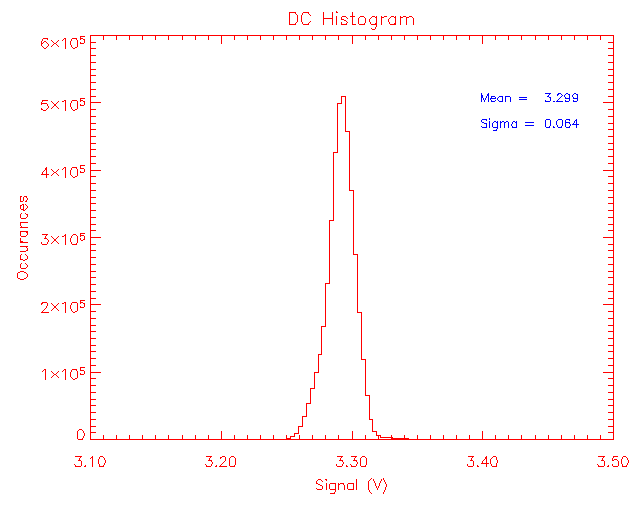 DC Histogram
6×10⁵
5×10⁵
4×10⁵
3×10⁵
2×10⁵
1×10⁵
0
Occurances
Mean = 3.299
Sigma = 0.064
3.10 3.20 3.30 3.40 3.50
Signal (V)